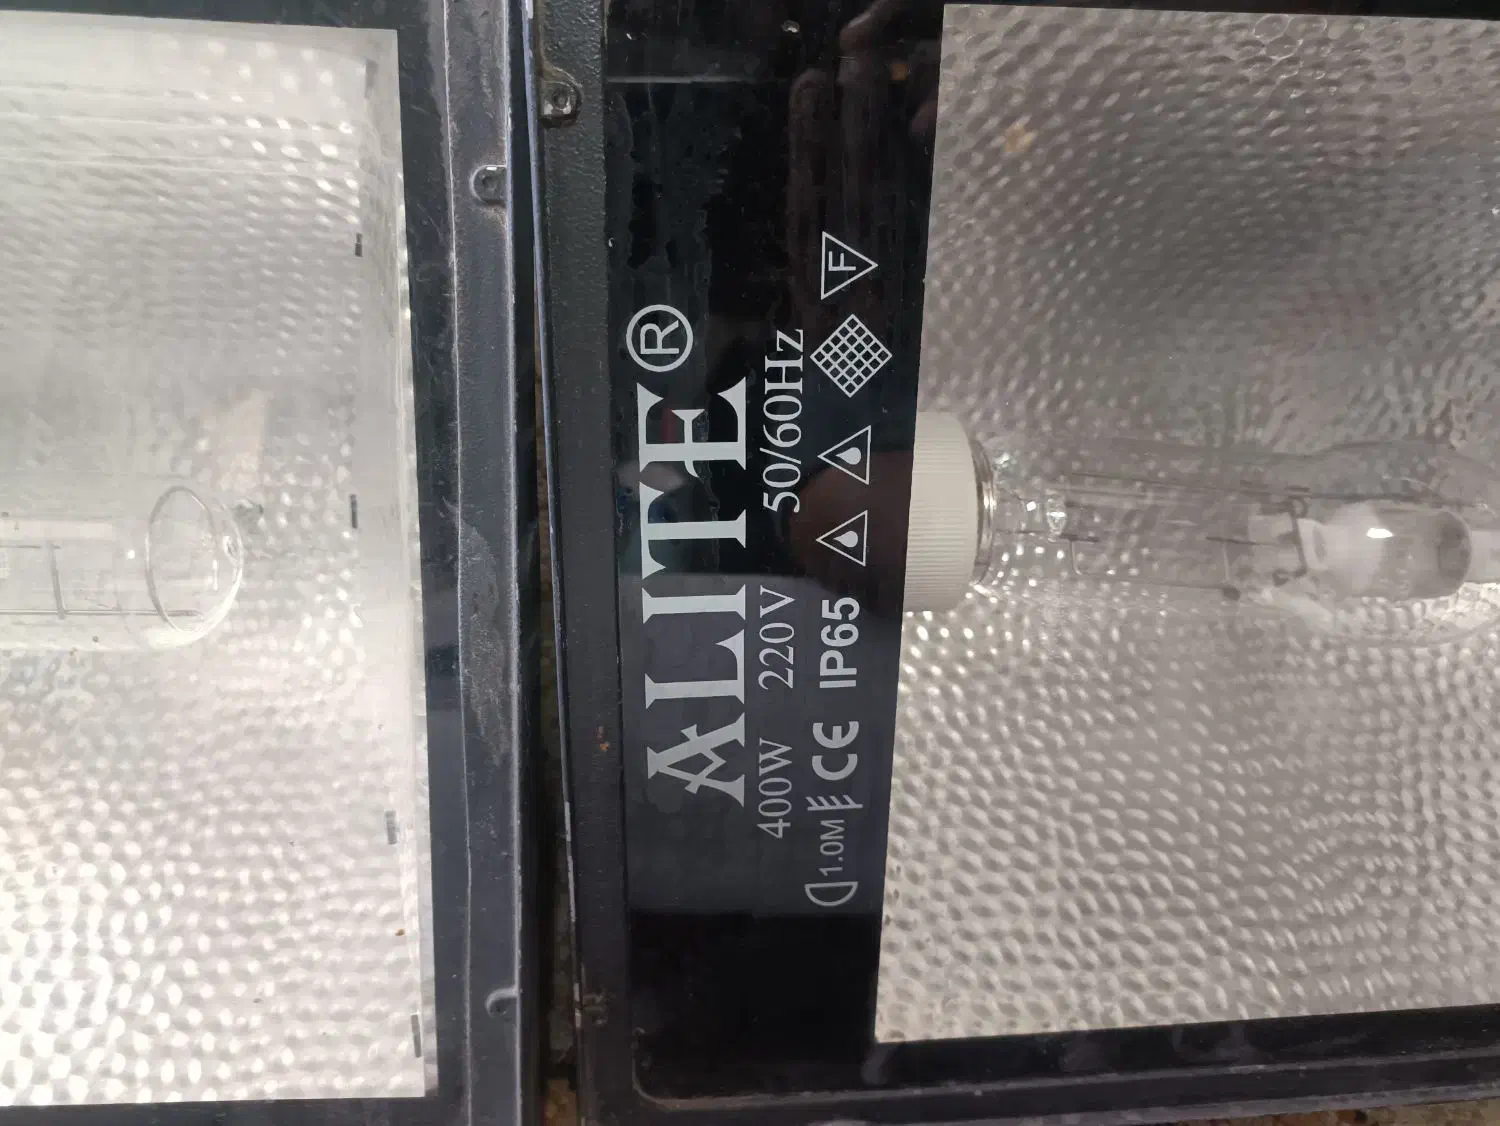 ALITE®
400W 220V 50/60Hz
1.0M CE IP65 F